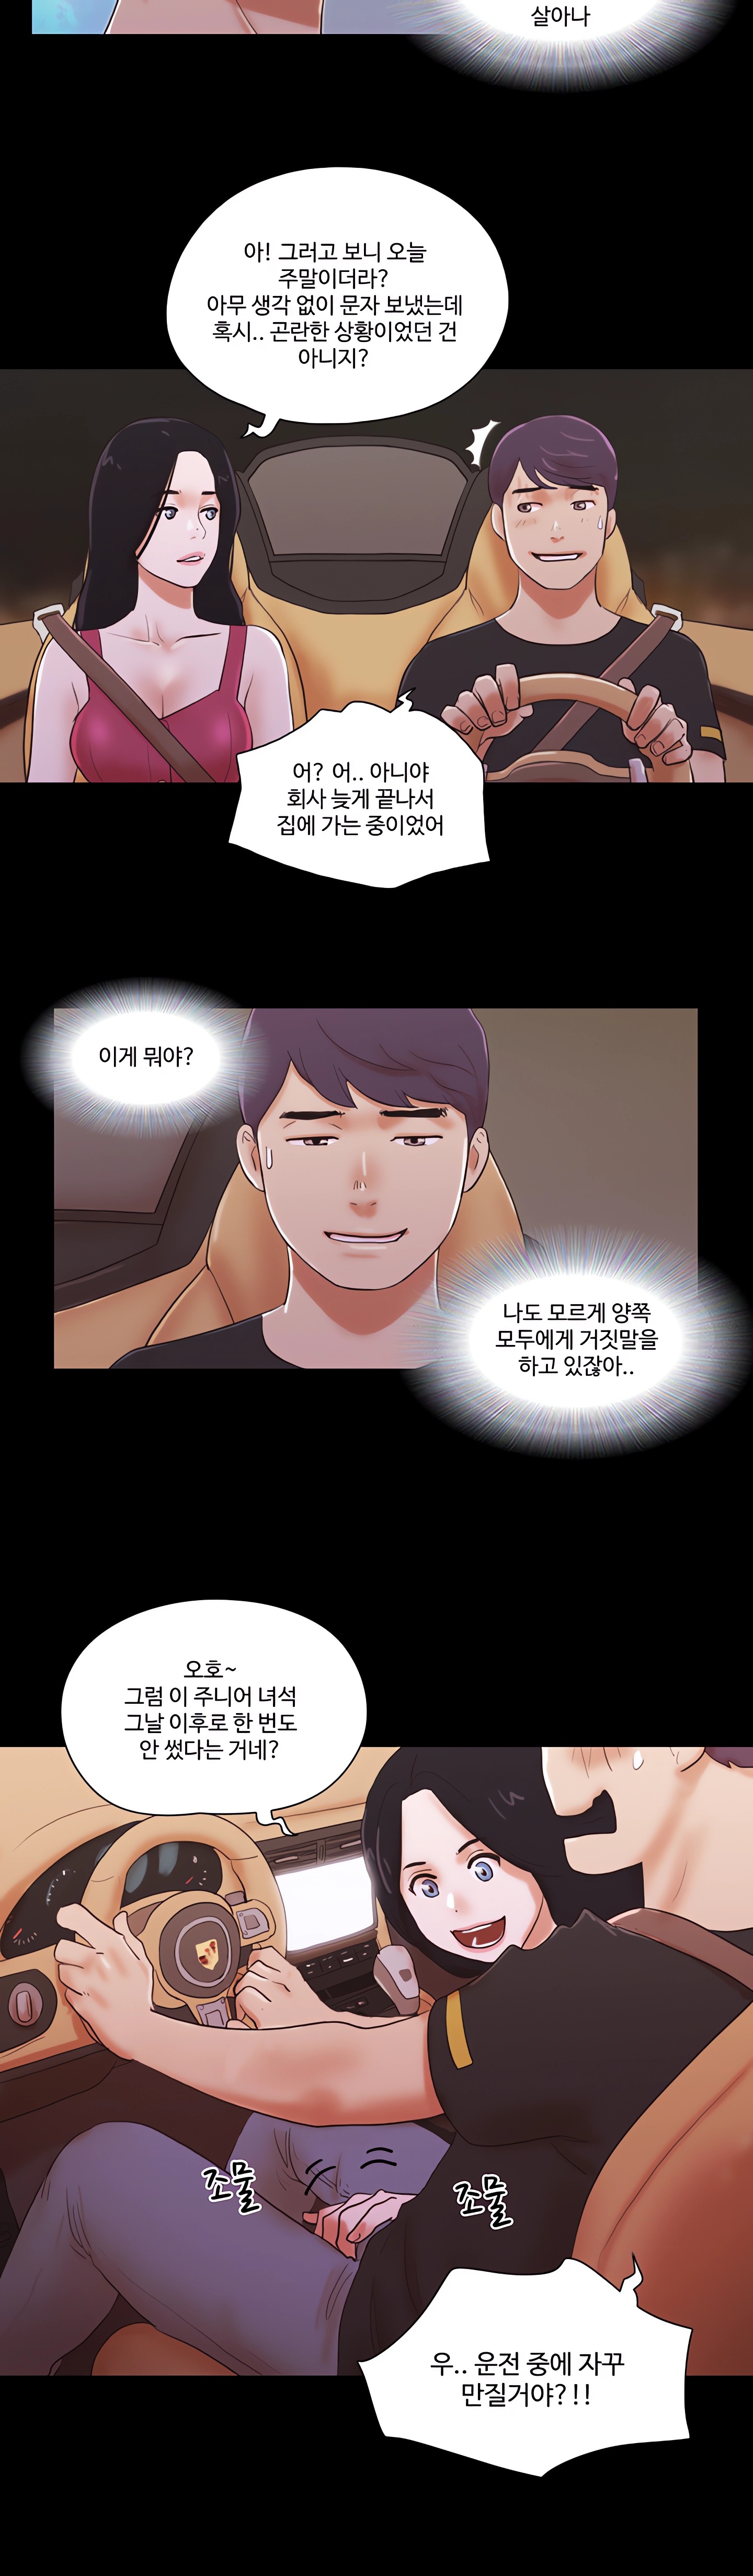 살아나
아! 그러고 보니 오늘
주말이더라?
아무 생각 없이 문자 보냈는데
혹시.. 곤란한 상황이었던 건
아니지?
어? 어.. 아니야
회사 늦게 끝나서
집에 가는 중이었어
이게 뭐야?
나도 모르게 양쪽
모두에게 거짓말을
하고 있잖아..
오호~
그럼 이 주니어 녀석
그날 이후로 한 번도
안 썼다는 거네?
조물
조물
우.. 운전 중에 자꾸
만질거야?!!